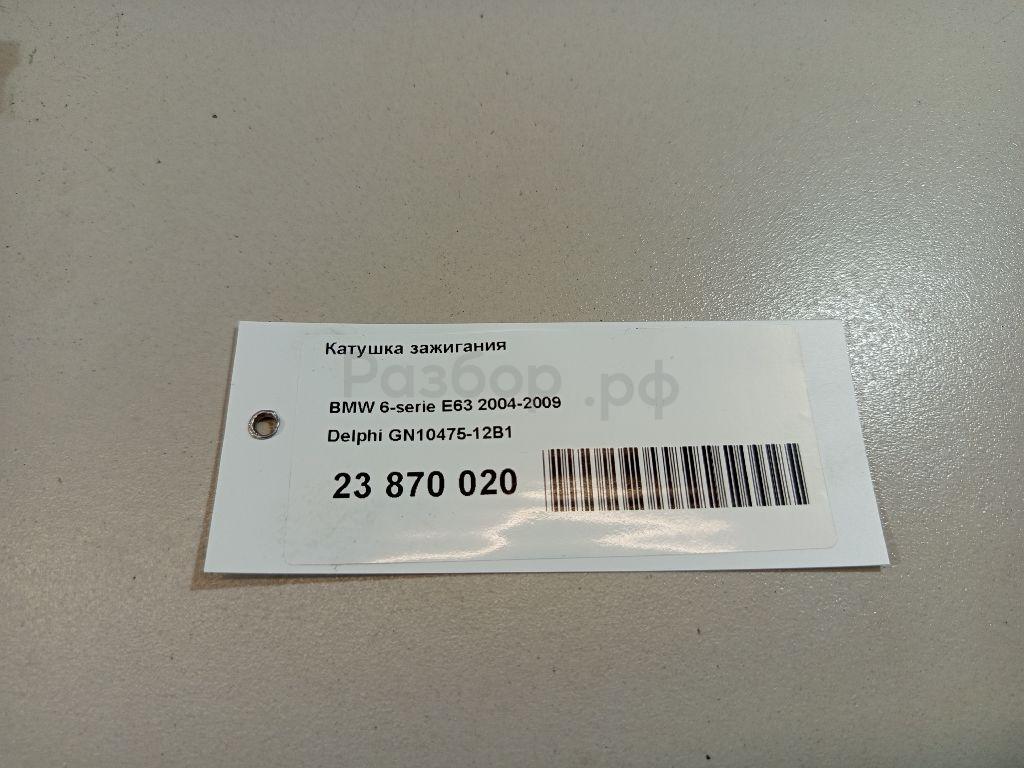 Катушка зажигания
Разбор.рф
BMW 6-serie E63 2004-2009
Delphi GN10475-12B1
23 870 020